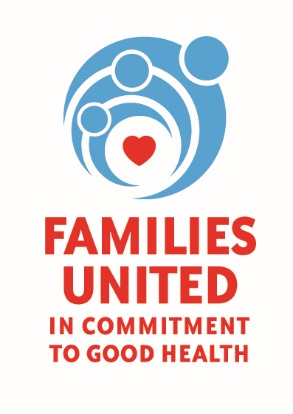 FAMILIES
UNITED
IN COMMITMENT
TO GOOD HEALTH